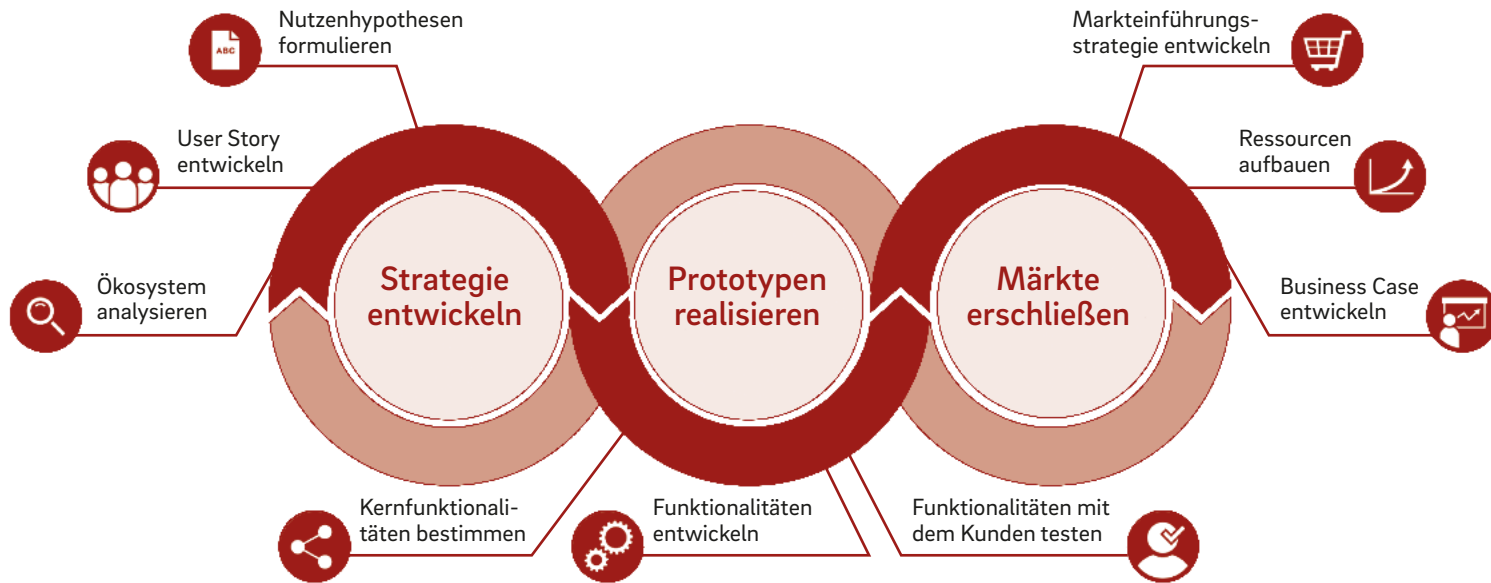 Nutzenhypothesen
formulieren
User Story
entwickeln
Ökosystem
analysieren
ABC
Strategie
entwickeln
Kernfunktionali-
täten bestimmen
Prototypen
realisieren
Funktionalitäten
entwickeln
Funktionalitäten mit
dem Kunden testen
Märkte
erschließen
Markteinführungs-
strategie entwickeln
Ressourcen
aufbauen
Business Case
entwickeln